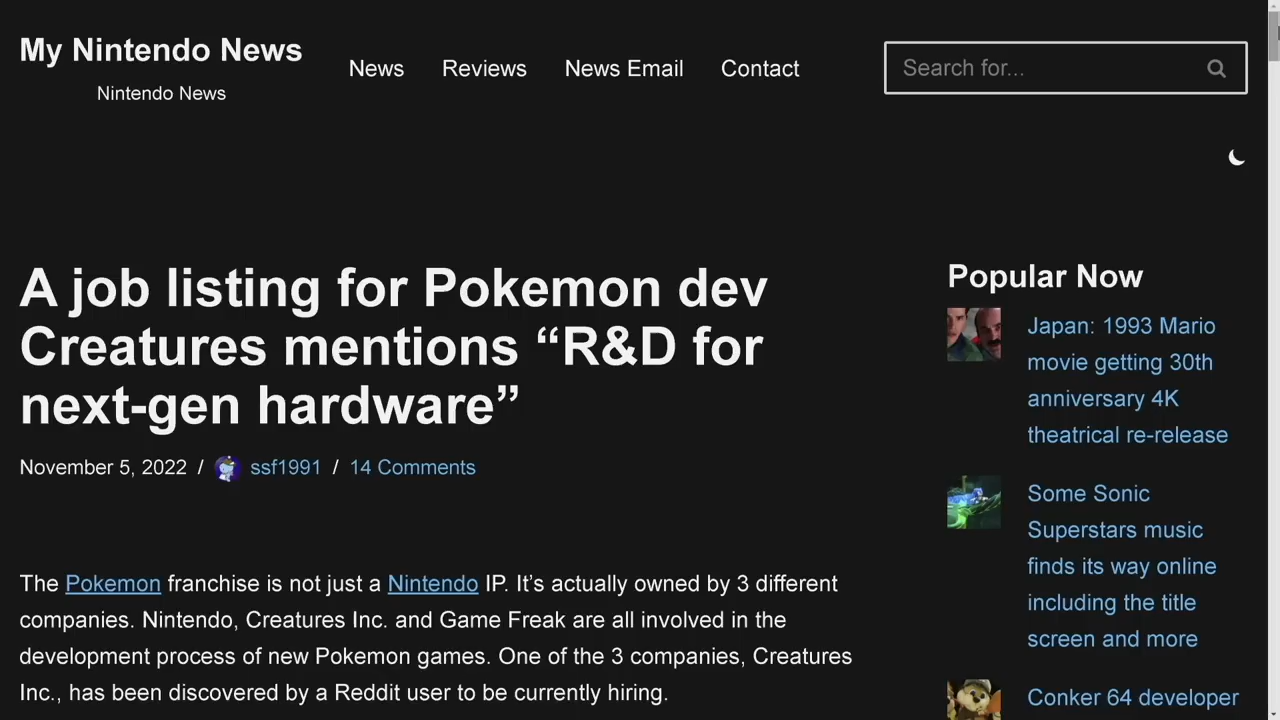 My Nintendo News
Nintendo News
News
Reviews
News Email
Contact
Search for...
A job listing for Pokemon dev
Creatures mentions “R&D for
next-gen hardware”
November 5, 2022 / ssf1991 / 14 Comments
The Pokemon franchise is not just a Nintendo IP. It’s actually owned by 3 different
companies. Nintendo, Creatures Inc. and Game Freak are all involved in the
development process of new Pokemon games. One of the 3 companies, Creatures
Inc., has been discovered by a Reddit user to be currently hiring.
Popular Now
Japan: 1993 Mario
movie getting 30th
anniversary 4K
theatrical re-release
Some Sonic
Superstars music
finds its way online
including the title
screen and more
Conker 64 developer